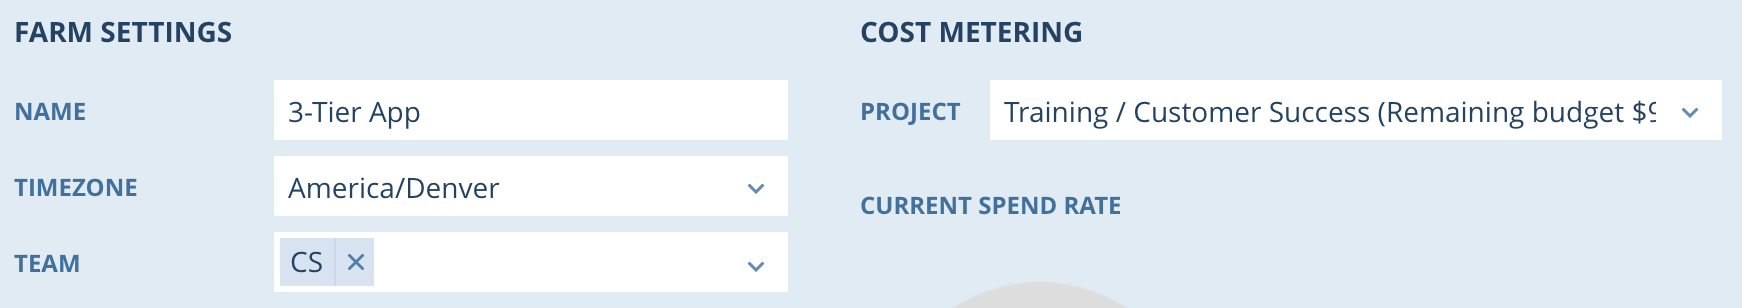 FARM SETTINGS
NAME
3-Tier App
TIMEZONE
America/Denver
TEAM
CS
COST METERING
PROJECT
Training / Customer Success (Remaining budget $
CURRENT SPEND RATE